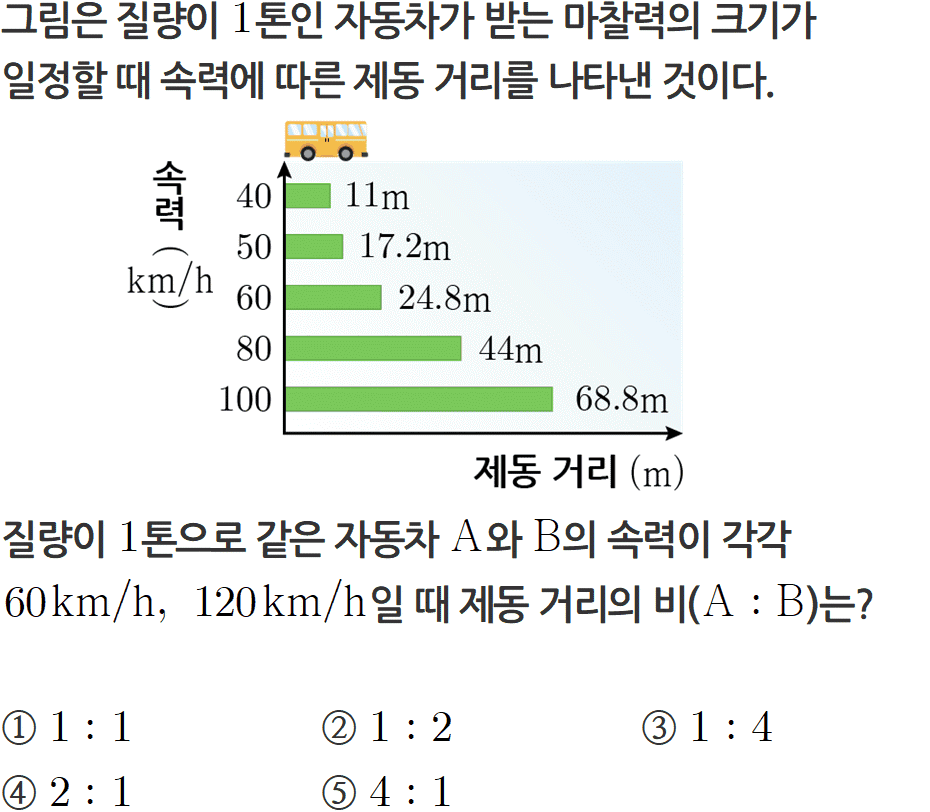 그림은 질량이 1톤인 자동차가 받는 마찰력의 크기가
일정할 때 속력에 따른 제동 거리를 나타낸 것이다.
속력 (km/h)
40 11m
50 17.2m
60 24.8m
80 44m
100 68.8m
제동 거리 (m)
질량이 1톤으로 같은 자동차 A와 B의 속력이 각각
60km/h, 120km/h일 때 제동 거리의 비(A : B)는?
① 1 : 1 ② 1 : 2 ③ 1 : 4
④ 2 : 1 ⑤ 4 : 1